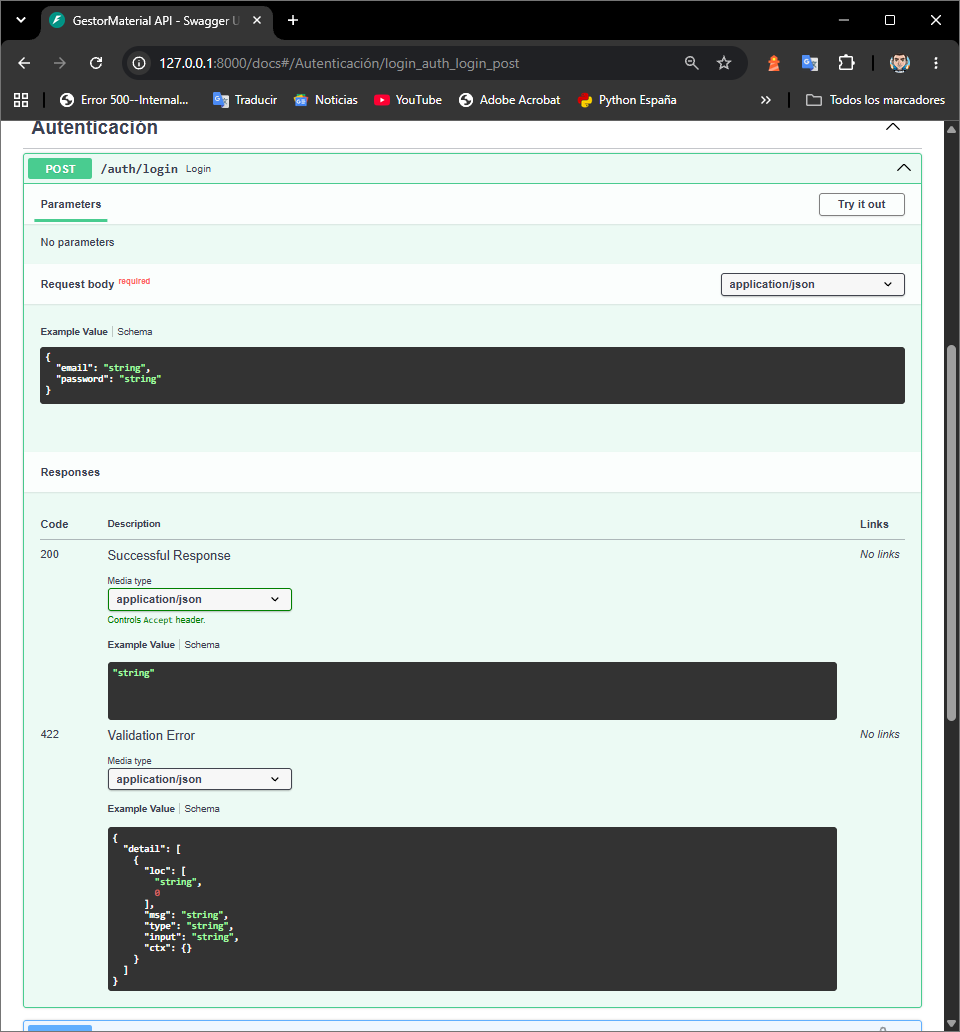 GestorMaterial API - Swagger U
127.0.0.1:8000/docs#/Autenticación/login_auth_login_post
Error 500--Internal...
Traducir
Noticias
YouTube
Adobe Acrobat
Python España
»
Todos los marcadores
Autenticación
POST /auth/login Login
Parameters
Try it out
No parameters
Request body required
application/json
Example Value | Schema
{
"email": "string",
"password": "string"
}
Responses
Code Description Links
200 Successful Response No links
Media type
application/json
Controls Accept header.
Example Value | Schema
"string"
422 Validation Error No links
Media type
application/json
Example Value | Schema
{
"detail": [
{
"loc": [
"string",
0
],
"msg": "string",
"type": "string",
"input": "string",
"ctx": {}
}
]
}